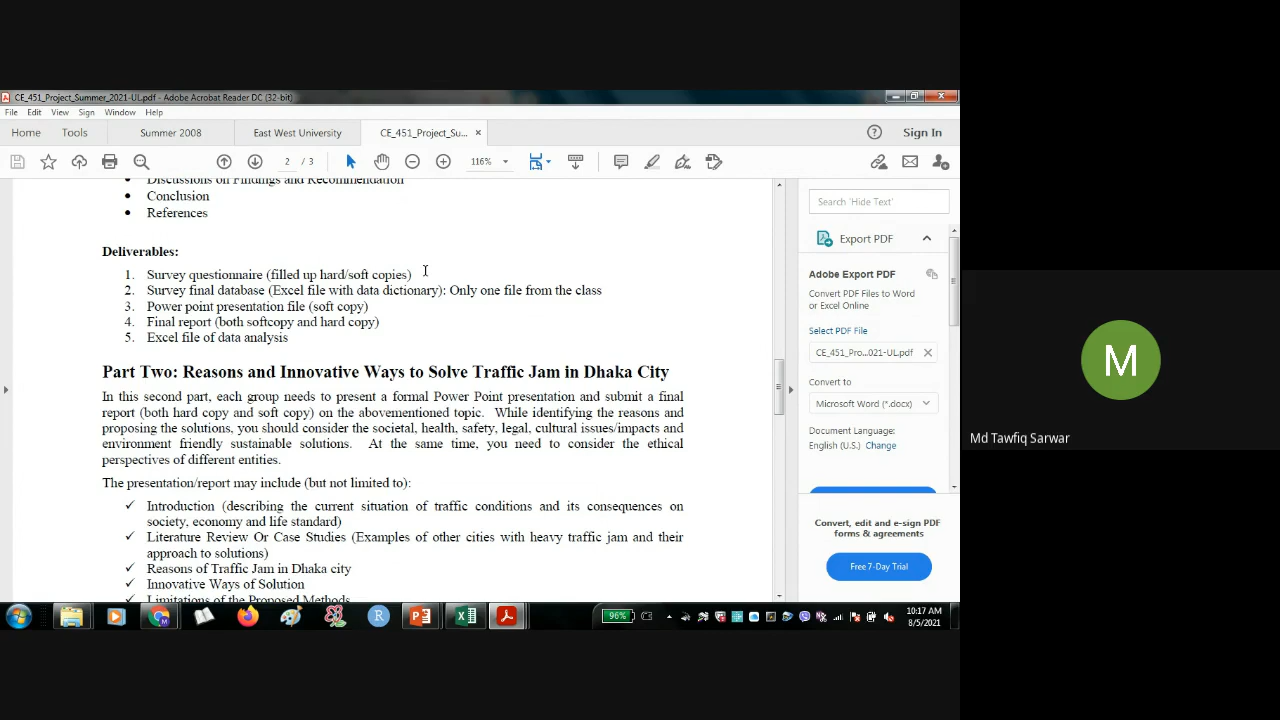 CE_451_Project_Summer_2021-UL.pdf - Adobe Acrobat Reader DC (32-bit)
File Edit View Sign Window Help
Home Tools Summer 2008 East West University CE_451_Project_Su... × Sign In
2 / 3 116%
Discussions on Findings and Recommendation
• Conclusion
• References
Deliverables:
1. Survey questionnaire (filled up hard/soft copies)
2. Survey final database (Excel file with data dictionary): Only one file from the class
3. Power point presentation file (soft copy)
4. Final report (both softcopy and hard copy)
5. Excel file of data analysis
Part Two: Reasons and Innovative Ways to Solve Traffic Jam in Dhaka City
In this second part, each group needs to present a formal Power Point presentation and submit a final
report (both hard copy and soft copy) on the abovementioned topic. While identifying the reasons and
proposing the solutions, you should consider the societal, health, safety, legal, cultural issues/impacts and
environment friendly sustainable solutions. At the same time, you need to consider the ethical
perspectives of different entities.
The presentation/report may include (but not limited to):
✓ Introduction (describing the current situation of traffic conditions and its consequences on
society, economy and life standard)
✓ Literature Review Or Case Studies (Examples of other cities with heavy traffic jam and their
approach to solutions)
✓ Reasons of Traffic Jam in Dhaka city
✓ Innovative Ways of Solution
✓ Limitations of the Proposed Methods
Search 'Hide Text'
Export PDF
Adobe Export PDF
Convert PDF Files to Word
or Excel Online
Select PDF File
CE_451_Pro...021-UL.pdf
Convert to
Microsoft Word (*.docx)
Document Language:
English (U.S.) Change
Convert, edit and e-sign PDF
forms & agreements
Free 7-Day Trial
96%
10:17 AM
8/5/2021
M
Md Tawfiq Sarwar